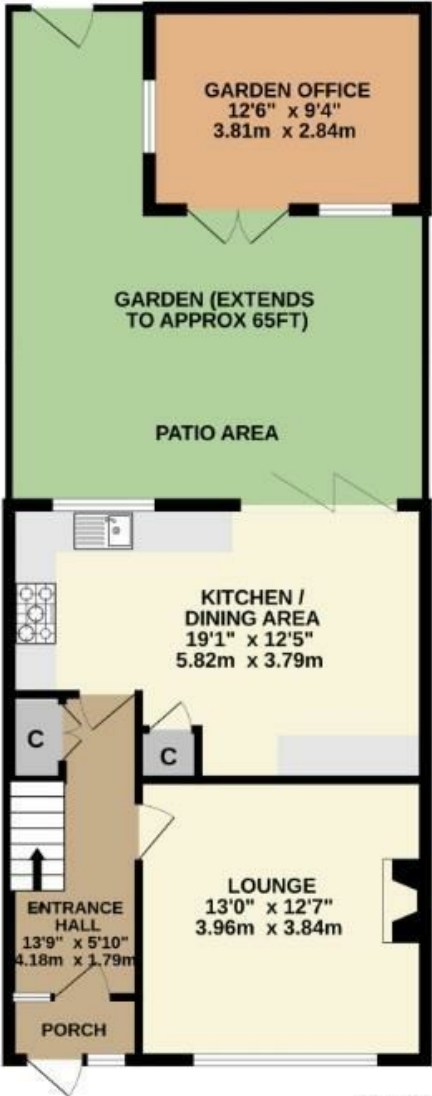 GARDEN OFFICE
12'6" x 9'4"
3.81m x 2.84m
GARDEN (EXTENDS
TO APPROX 65FT)
PATIO AREA
KITCHEN /
DINING AREA
19'1" x 12'5"
5.82m x 3.79m
C
C
LOUNGE
13'0" x 12'7"
3.96m x 3.84m
ENTRANCE
HALL
13'9" x 5'10"
4.18m x 1.79m
PORCH